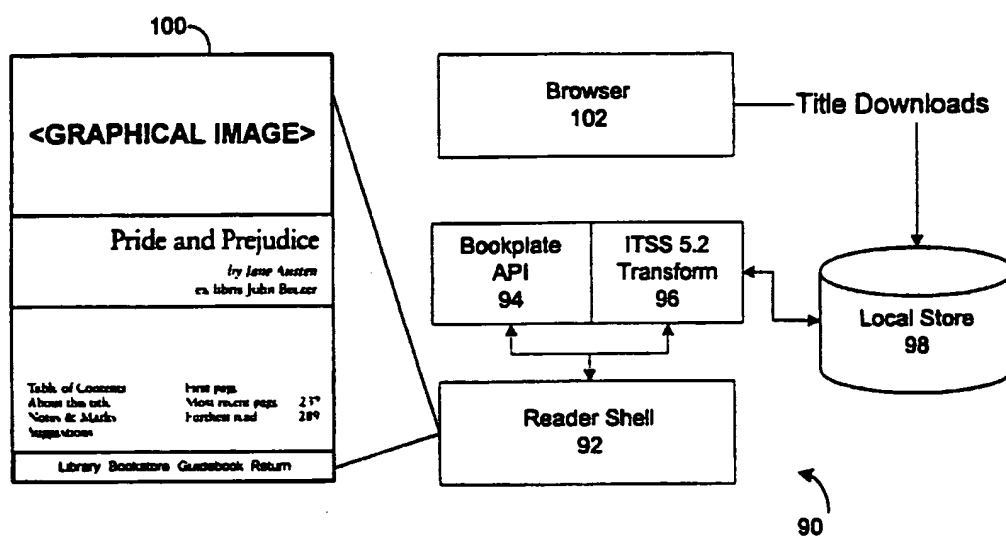 100
<GRAPHICAL IMAGE>
Pride and Prejudice
by Jane Austen
ex libris John
Table of Contents First page
About this title Most recent page 237
Notes & Marks Farthest read 289
Suggestions
Library Bookstore Guidebook Return
Browser
102
Title Downloads
Bookplate
API
94
ITSS 5.2
Transform
96
Local Store
98
Reader Shell
92
90